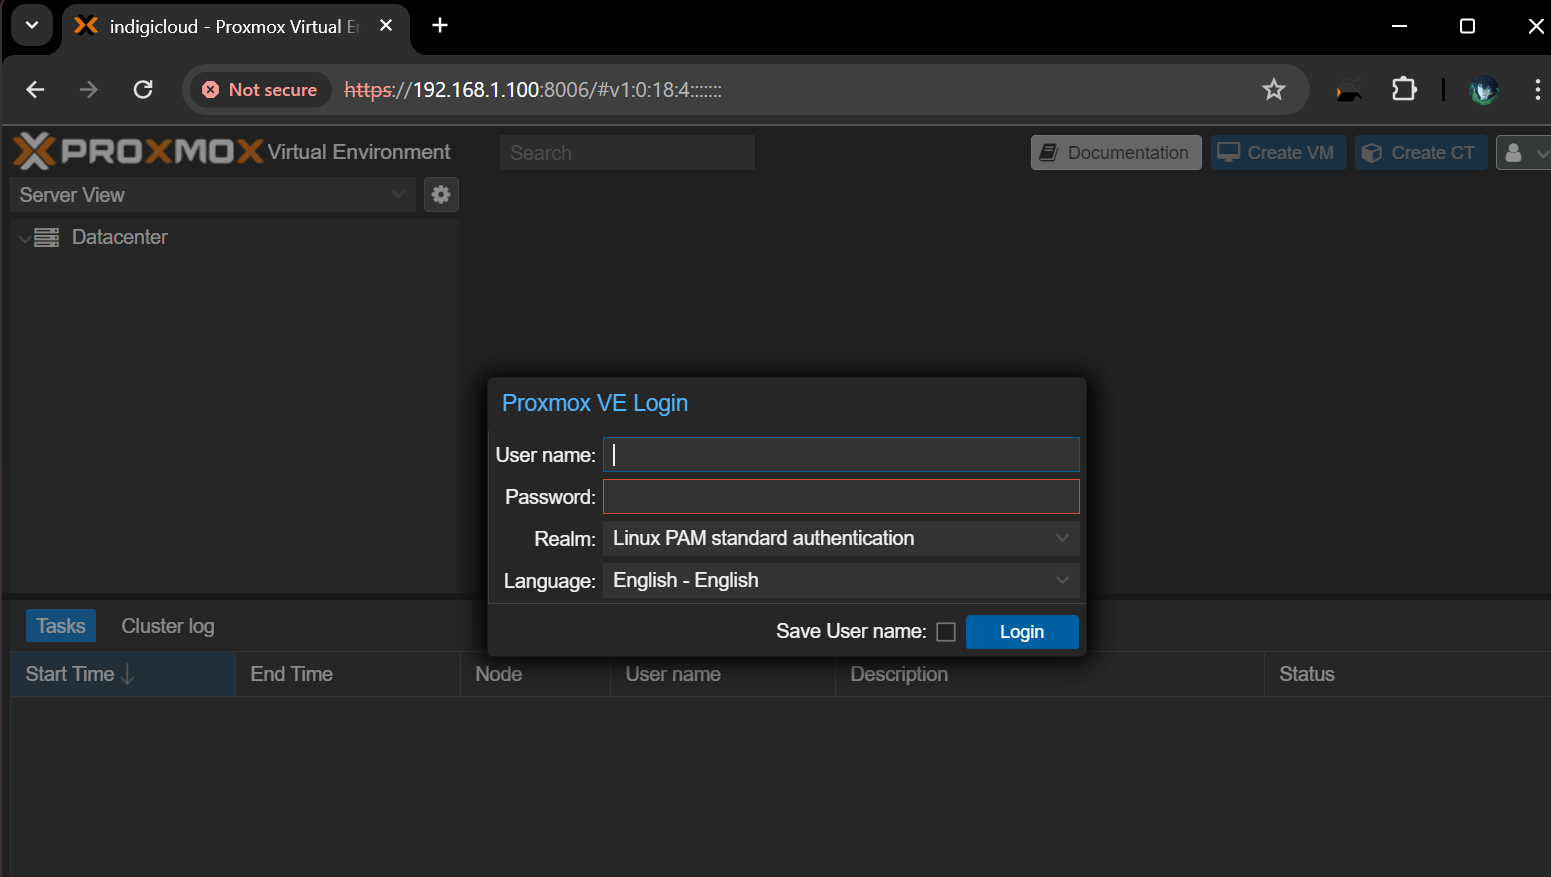 indigicloud - Proxmox Virtual
Not secure https://192.168.1.100:8006/#v1:0:18:4:::::::
PROXMOX Virtual Environment Search Documentation Create VM Create CT
Server View
Datacenter
Proxmox VE Login
User name:
Password:
Realm: Linux PAM standard authentication
Language: English - English
Save User name: Login
Tasks Cluster log
Start Time End Time Node User name Description Status